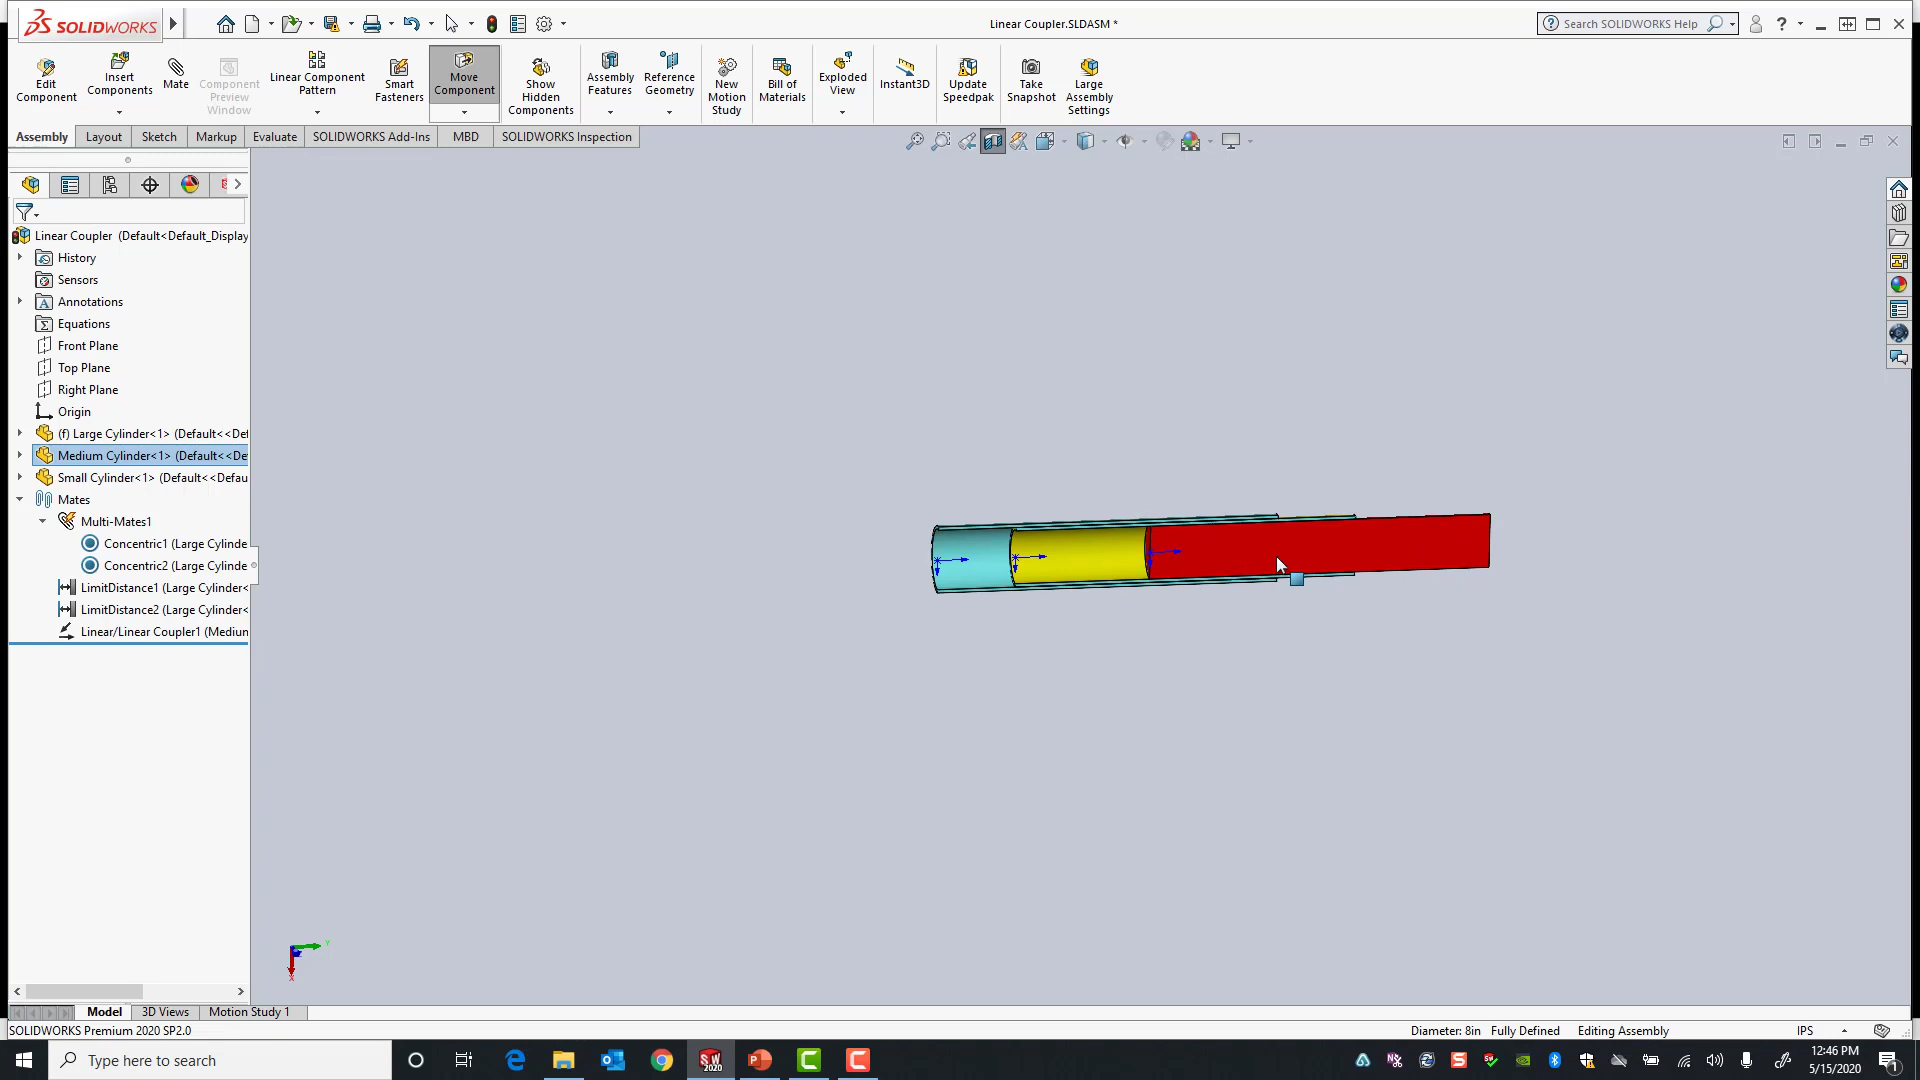 SOLIDWORKS
Linear Coupler.SLDASM *
Search SOLIDWORKS Help
Edit Component
Insert Components
Mate
Component Preview Window
Linear Component Pattern
Smart Fasteners
Move Component
Show Hidden Components
Assembly Features
Reference Geometry
New Motion Study
Bill of Materials
Exploded View
Instant3D
Update Speedpak
Take Snapshot
Large Assembly Settings
Assembly
Layout
Sketch
Markup
Evaluate
SOLIDWORKS Add-Ins
MBD
SOLIDWORKS Inspection
Linear Coupler (Default<Default_Display
History
Sensors
Annotations
Equations
Front Plane
Top Plane
Right Plane
Origin
(f) Large Cylinder<1> (Default<<Def
Medium Cylinder<1> (Default<<De
Small Cylinder<1> (Default<<Defau
Mates
Multi-Mates1
Concentric1 (Large Cylinde
Concentric2 (Large Cylinde
LimitDistance1 (Large Cylinder<
LimitDistance2 (Large Cylinder<
Linear/Linear Coupler1 (Medium
Y
X
Model
3D Views
Motion Study 1
SOLIDWORKS Premium 2020 SP2.0
Diameter: 8in
Fully Defined
Editing Assembly
IPS
Type here to search
12:46 PM
5/15/2020